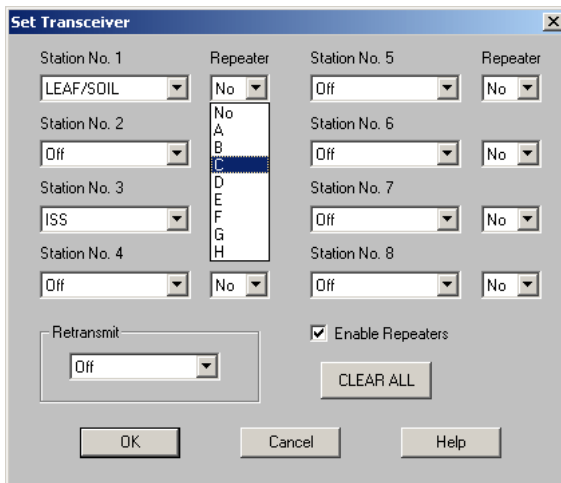 Set Transceiver
Station No. 1 Repeater Station No. 5 Repeater
LEAF/SOIL No Off No
No
A
B
C
D
E
F
G
H
Station No. 2 Station No. 6
Off Off No
Station No. 3 Station No. 7
ISS Off No
Station No. 4 Station No. 8
Off No Off No
Retransmit
Off
Enable Repeaters
CLEAR ALL
OK Cancel Help